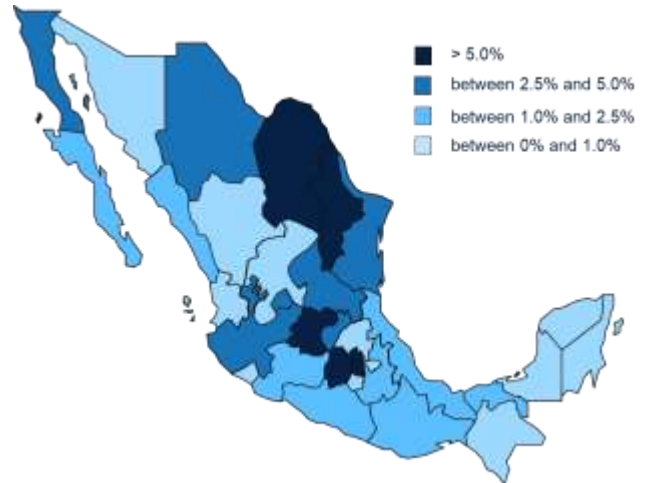 > 5.0%
between 2.5% and 5.0%
between 1.0% and 2.5%
between 0% and 1.0%